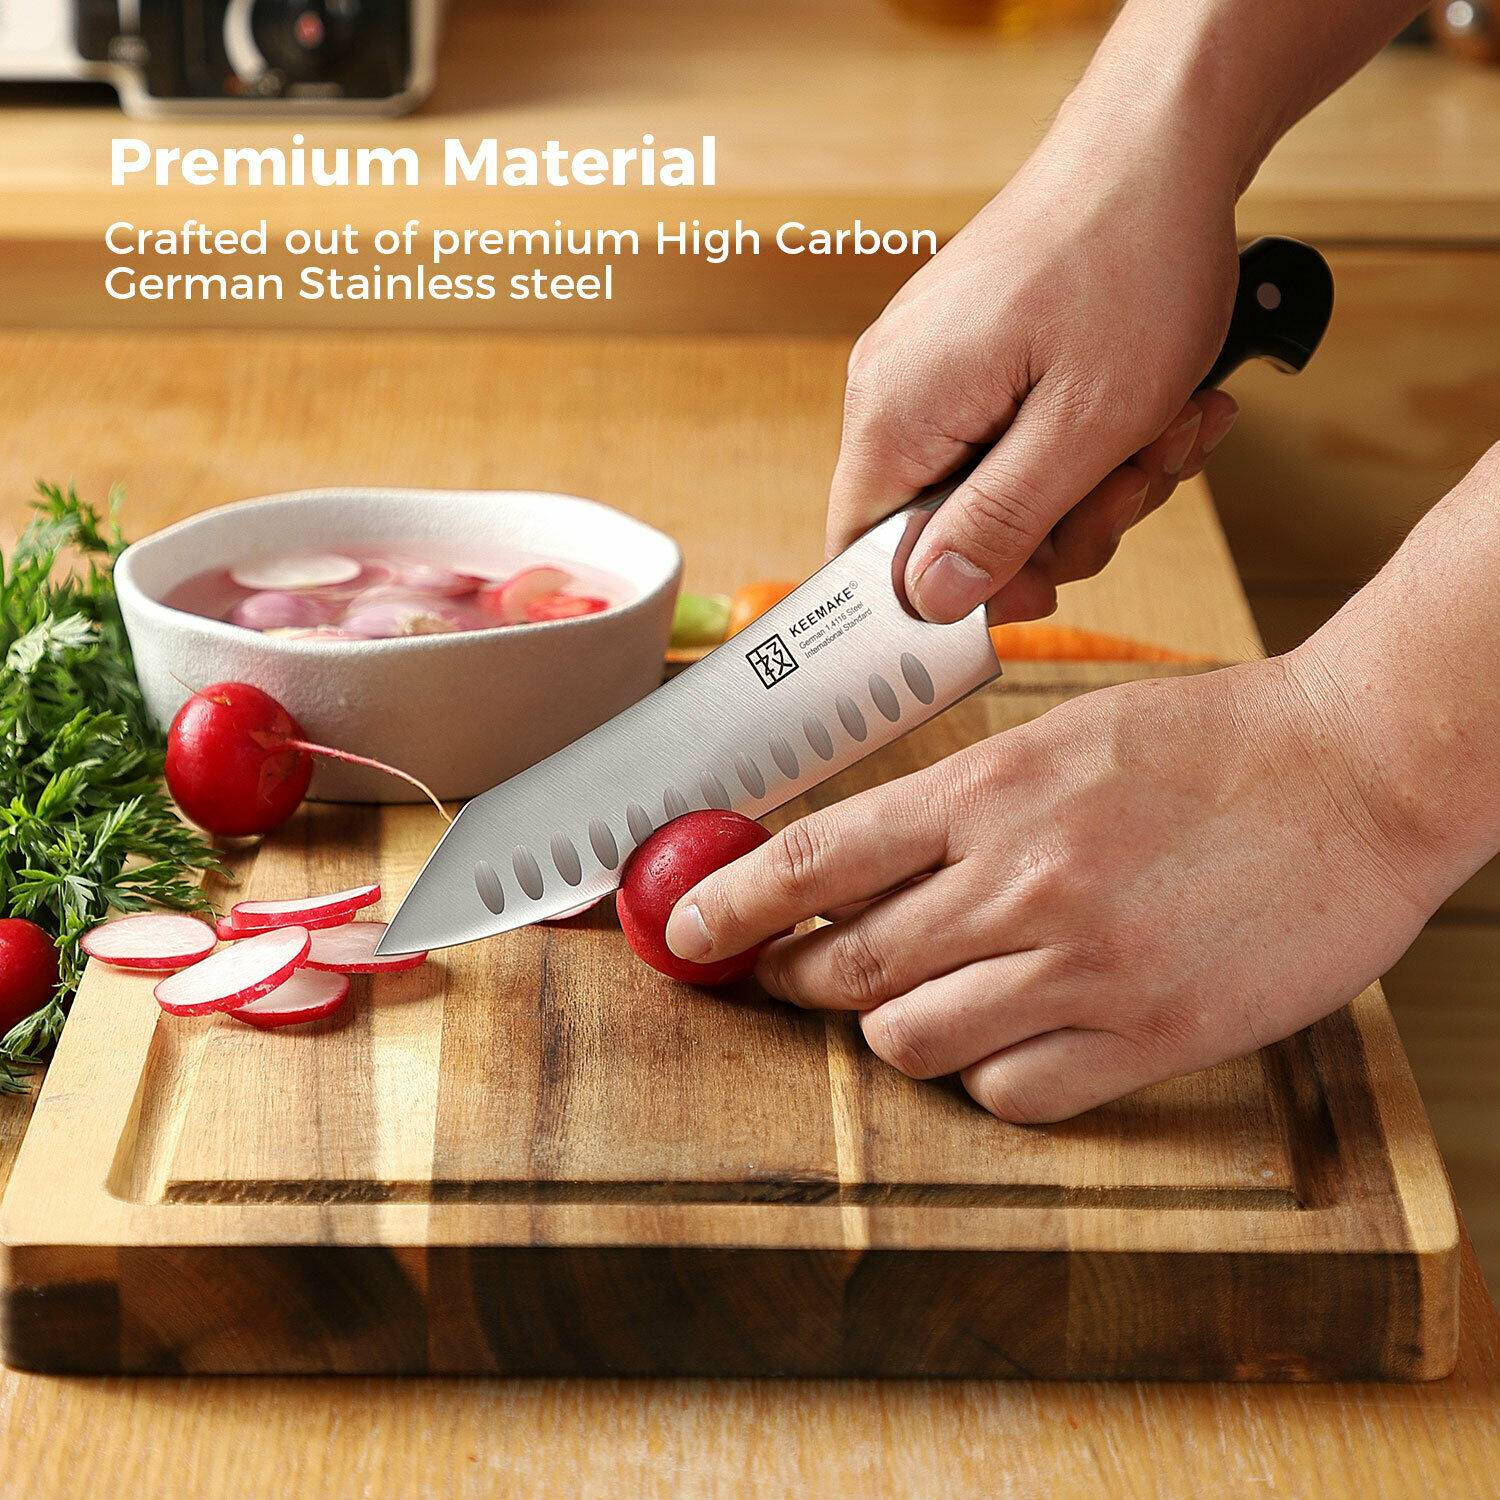 Premium Material
Crafted out of premium High Carbon
German Stainless steel
KEEMAKE®
German 1.4116 Steel
International Standard